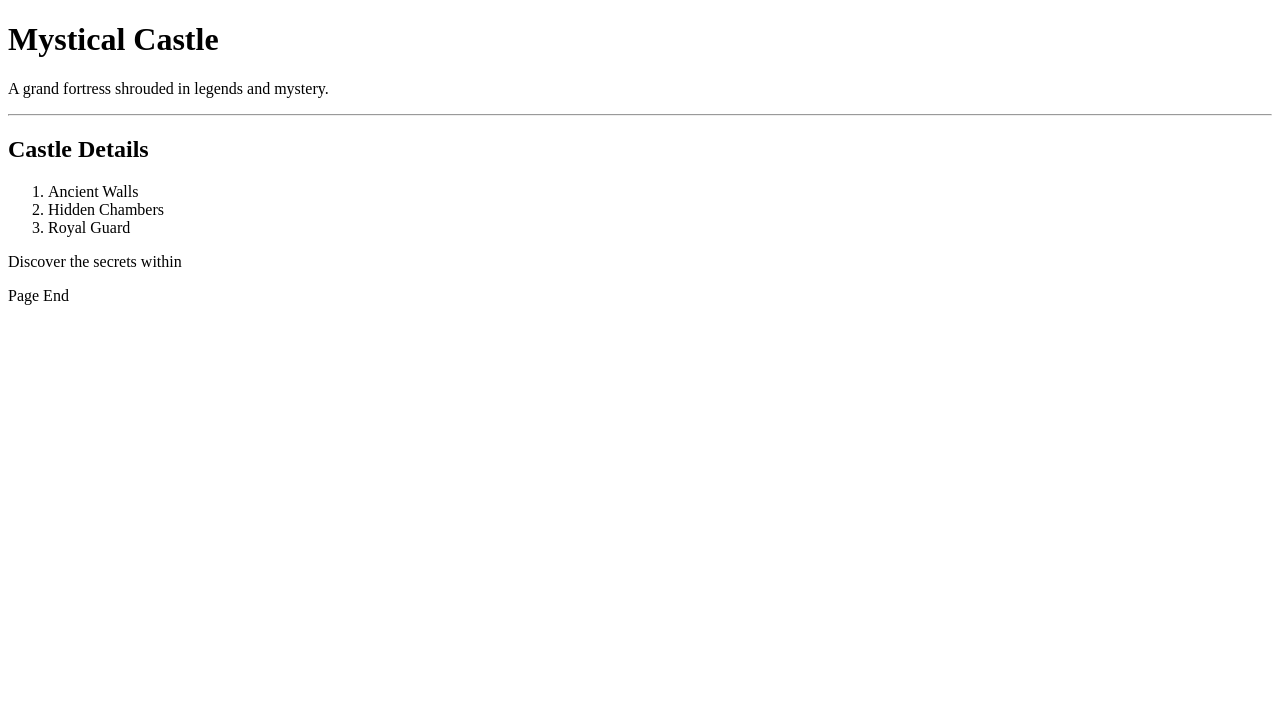 Mystical Castle
A grand fortress shrouded in legends and mystery.
Castle Details
1. Ancient Walls
2. Hidden Chambers
3. Royal Guard
Discover the secrets within
Page End